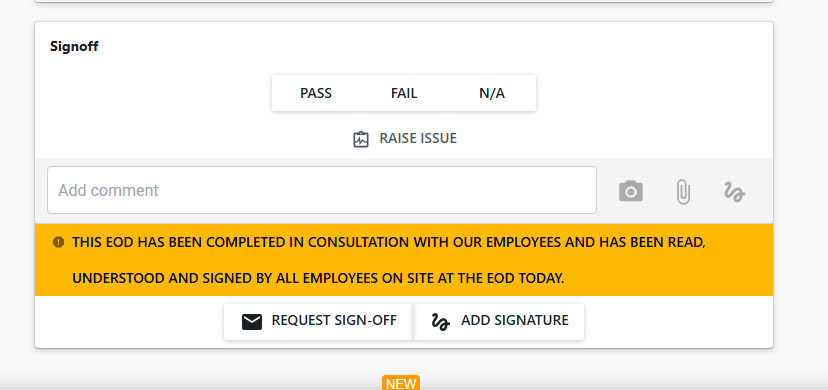 Signoff
PASS FAIL N/A
RAISE ISSUE
Add comment
THIS EOD HAS BEEN COMPLETED IN CONSULTATION WITH OUR EMPLOYEES AND HAS BEEN READ,
UNDERSTOOD AND SIGNED BY ALL EMPLOYEES ON SITE AT THE EOD TODAY.
REQUEST SIGN-OFF ADD SIGNATURE
NEW